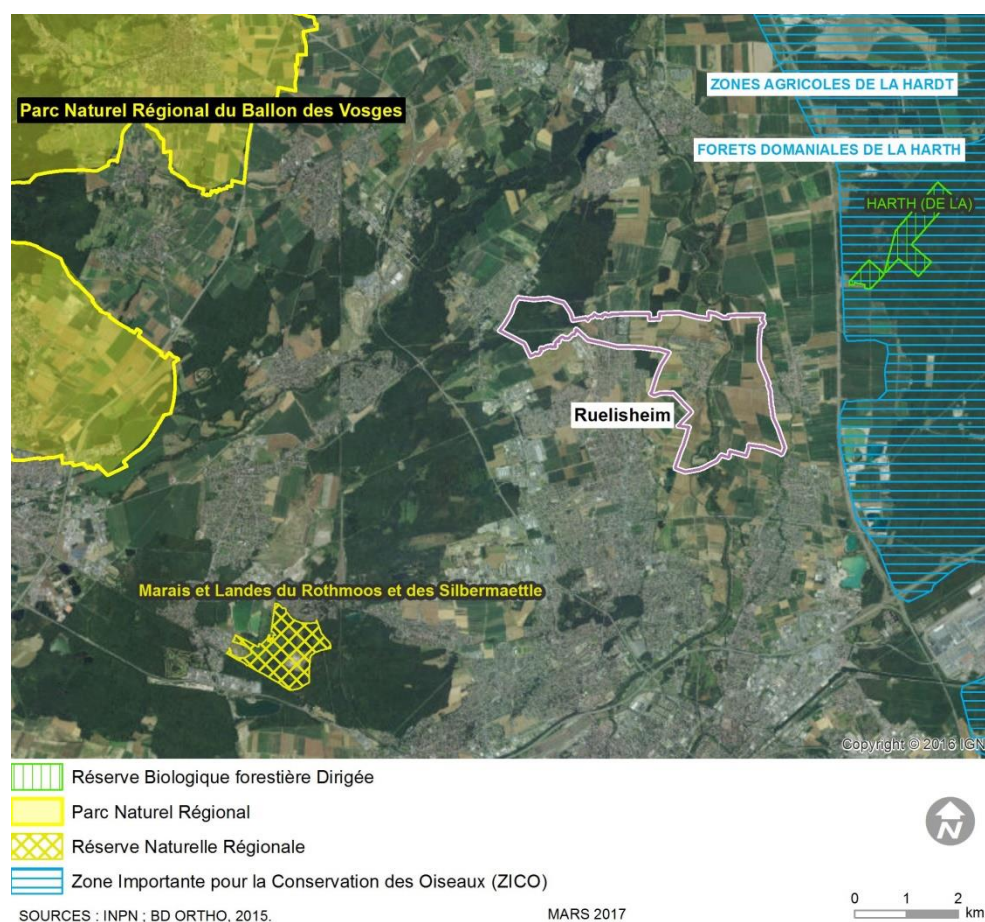 ZONES AGRICOLES DE LA HARDT
Parc Naturel Régional du Ballon des Vosges
FORETS DOMANIALES DE LA HARTH
HARTH (DE LA)
Ruelisheim
Marais et Landes du Rothmoos et des Silbermaettle
Copyright © 2016 IGN
Réserve Biologique forestière Dirigée
Parc Naturel Régional
Réserve Naturelle Régionale
Zone Importante pour la Conservation des Oiseaux (ZICO)
N
0 1 2
km
SOURCES : INPN ; BD ORTHO, 2015.
MARS 2017